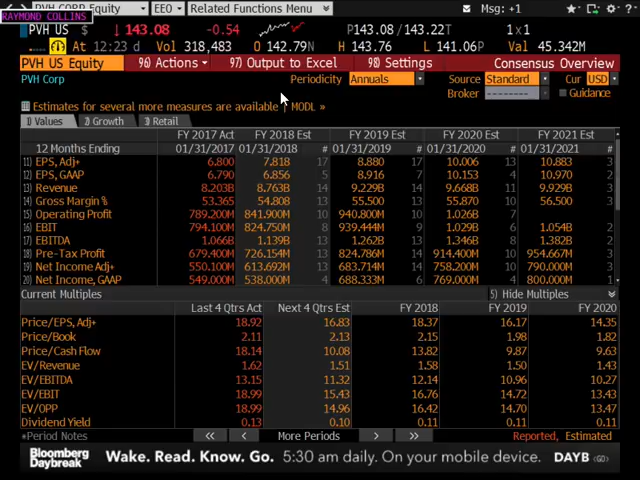 PVH CORP Equity EEO Related Functions Menu Msg: +1
RAYMOND COLLINS
PVH US 143.08 -0.54 P143.08 / 143.22P 1 x 1
At 12:23 d Vol 318,483 O 142.79N H 143.76 L 141.06P Val 45.342M
PVH US Equity 96) Actions 97) Output to Excel 98) Settings Consensus Overview
PVH Corp Periodicity Annuals Source Standard Cur USD
Broker -------- Guidance
Estimates for several more measures are available | MODL »
1) Values 2) Growth 3) Retail
FY 2017 Act FY 2018 Est FY 2019 Est FY 2020 Est FY 2021 Est
12 Months Ending 01/31/2017 01/31/2018 # 01/31/2019 # 01/31/2020 # 01/31/2021 #
11) EPS, Adj+ 6.800 7.818 17 8.880 17 10.006 13 10.883 3
12) EPS, GAAP 6.790 6.856 5 8.916 7 10.153 4 10.970 2
13) Revenue 8.203B 8.763B 14 9.229B 14 9.668B 11 9.929B 3
14) Gross Margin % 53.365 54.808 13 55.500 13 55.870 10 56.500 3
15) Operating Profit 789.200M 841.900M 10 940.800M 10 1.026B 7
16) EBIT 794.100M 824.750M 8 939.444M 9 1.031B 6 1.054B 2
17) EBITDA 1.066B 1.139B 13 1.262B 13 1.346B 8 1.382B 2
18) Pre-Tax Profit 679.400M 726.154M 13 824.786M 14 914.400M 10 954.667M 3
19) Net Income Adj+ 550.100M 613.692M 13 683.714M 14 758.200M 10 790.000M 3
20) Net Income, GAAP 549.000M 538.000M 4 688.333M 6 769.000M 4 800.000M 1
Current Multiples 5) Hide Multiples
Last 4 Qtrs Act Next 4 Qtrs Est FY 2018 FY 2019 FY 2020
Price/EPS, Adj+ 18.92 16.83 18.37 16.17 14.35
Price/Book 2.11 2.13 2.15 1.98 1.82
Price/Cash Flow 18.14 10.08 13.82 9.87 9.63
EV/Revenue 1.62 1.51 1.58 1.50 1.43
EV/EBITDA 13.15 11.32 12.14 10.96 10.27
EV/EBIT 18.99 15.43 16.76 14.72 13.43
EV/OPP 18.99 14.96 16.42 14.70 13.47
Dividend Yield 0.13 0.10 0.11 0.11 0.11
*Period Notes « < More Periods > » Reported, Estimated
Bloomberg Wake. Read. Know. Go. 5:30 am daily. On your mobile device. DAYB <GO>
Daybreak